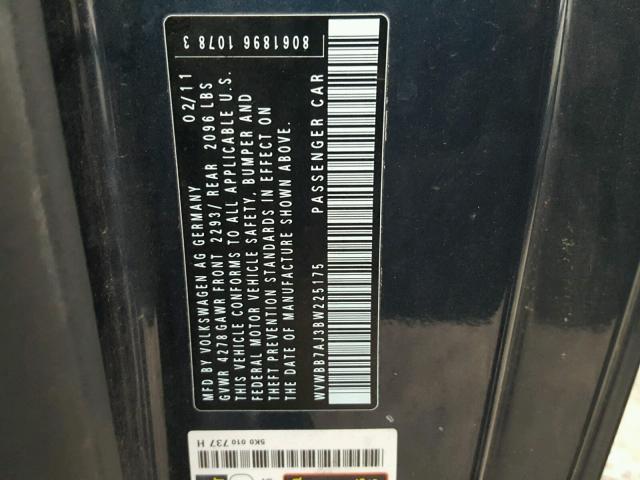 8061896 1078 3
MFD BY VOLKSWAGEN AG GERMANY 02/11
GVWR 4278 GAWR FRONT 2293/ REAR 2096 LBS
THIS VEHICLE CONFORMS TO ALL APPLICABLE U.S.
FEDERAL MOTOR VEHICLE SAFETY, BUMPER AND
THEFT PREVENTION STANDARDS IN EFFECT ON
THE DATE OF MANUFACTURE SHOWN ABOVE.
VVWBB7AJ3BW225175 PASSENGER CAR
5K0 010 737 H